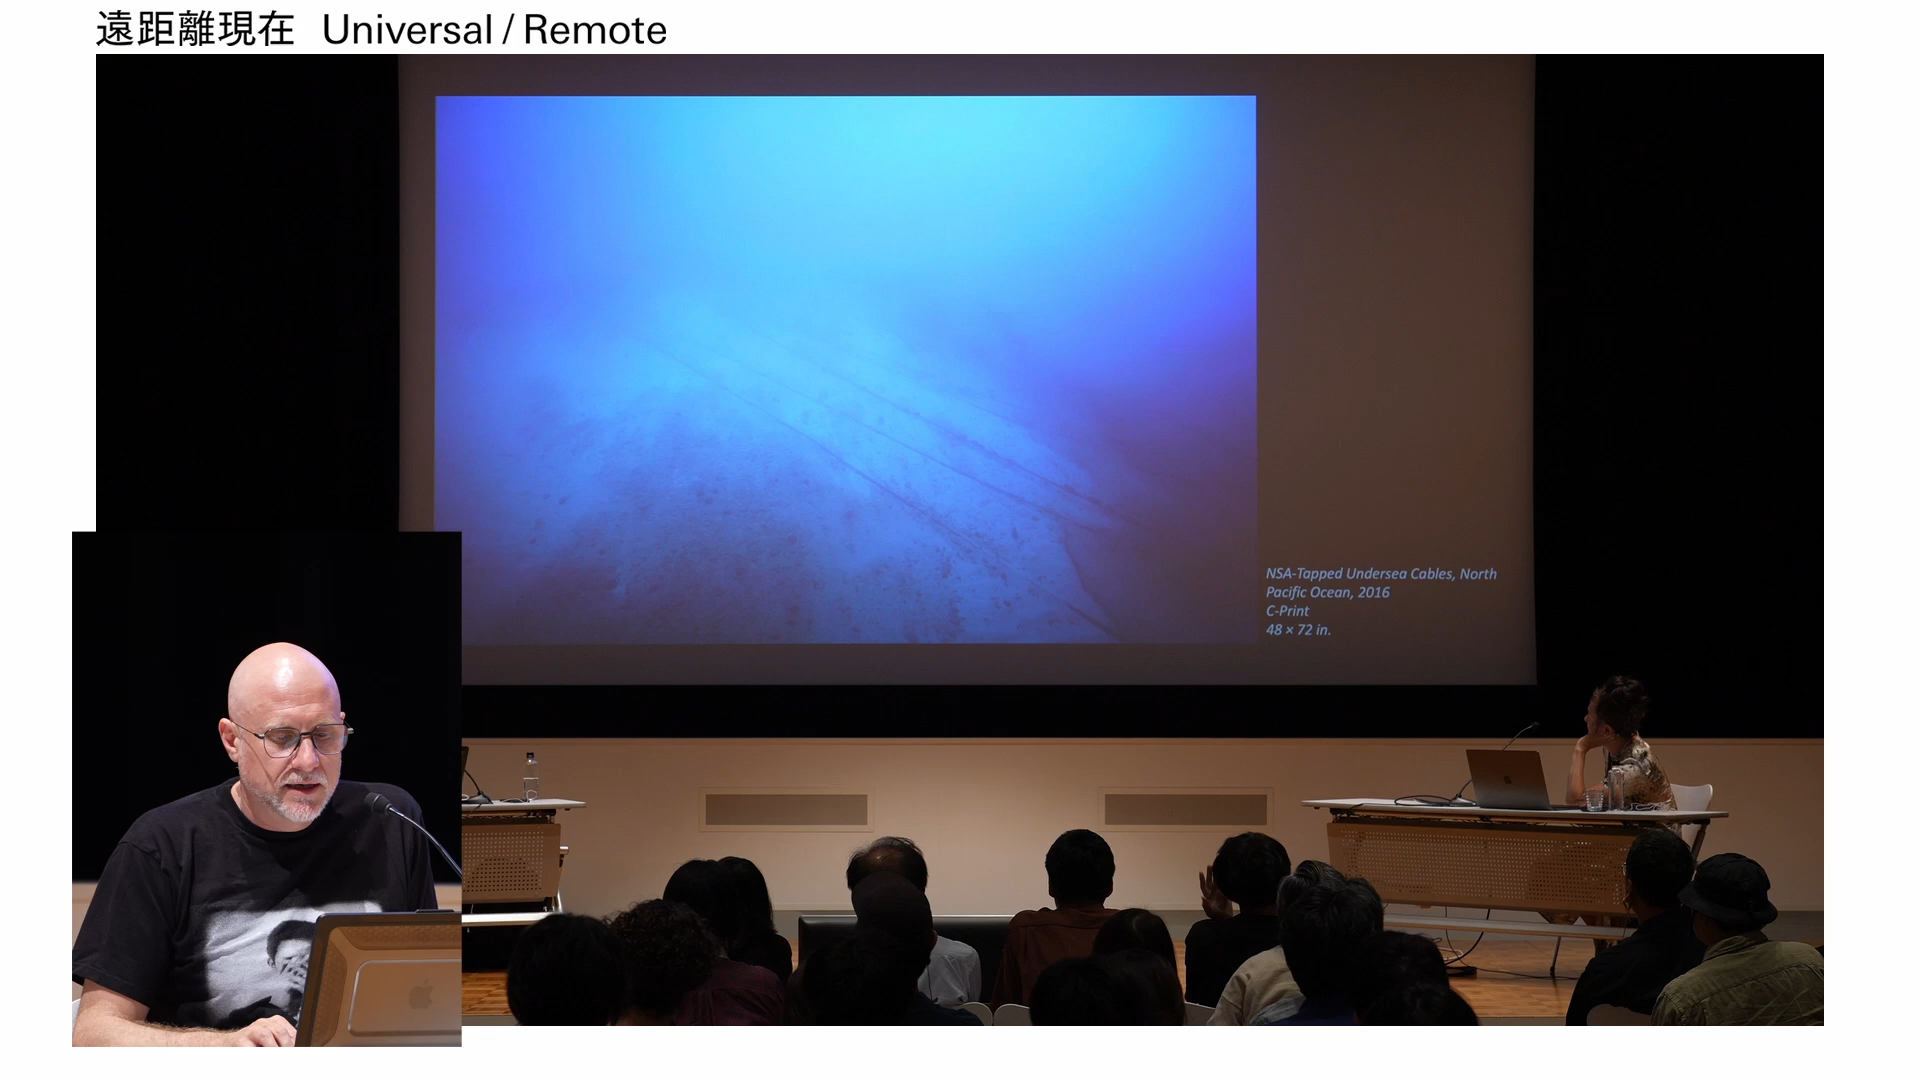 遠距離現在 Universal / Remote
NSA-Tapped Undersea Cables, North
Pacific Ocean, 2016
C-Print
48 × 72 in.